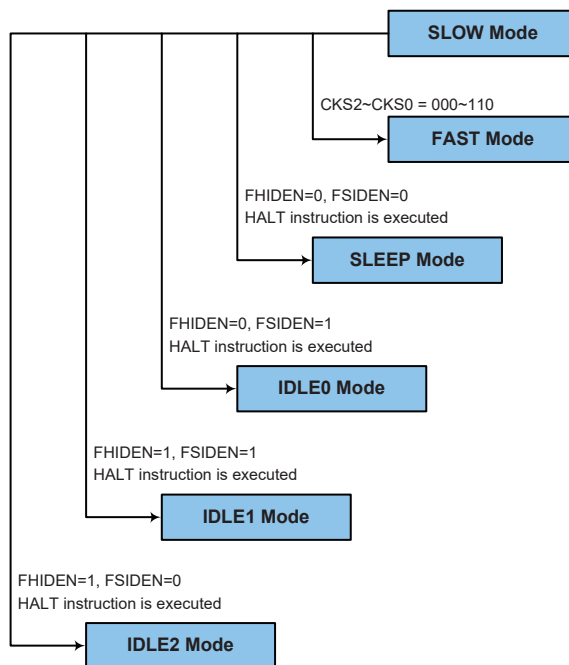 SLOW Mode
CKS2~CKS0 = 000~110
FAST Mode
FHIDEN=0, FSIDEN=0
HALT instruction is executed
SLEEP Mode
FHIDEN=0, FSIDEN=1
HALT instruction is executed
IDLE0 Mode
FHIDEN=1, FSIDEN=1
HALT instruction is executed
IDLE1 Mode
FHIDEN=1, FSIDEN=0
HALT instruction is executed
IDLE2 Mode